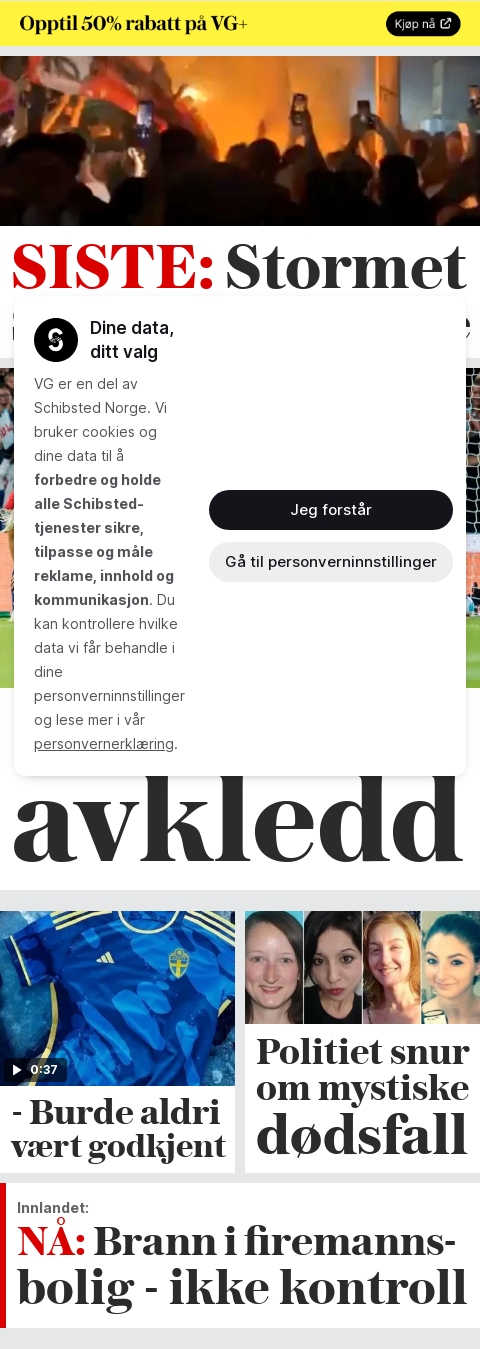 Opptil 50% rabatt på VG+
Kjøp nå
SISTE: Stormet
Dine data,
ditt valg
VG er en del av
Schibsted Norge. Vi
bruker cookies og
dine data til å
forbedre og holde
alle Schibsted-
tjenester sikre,
tilpasse og måle
reklame, innhold og
kommunikasjon. Du
kan kontrollere hvilke
data vi får behandle i
dine
personverninnstillinger
og lese mer i vår
personvernerklæring.
Jeg forstår
Gå til personverninnstillinger
avkledd
0:37
- Burde aldri
vært godkjent
Politiet snur
om mystiske
dødsfall
Innlandet:
NÅ: Brann i firemanns-
bolig - ikke kontroll